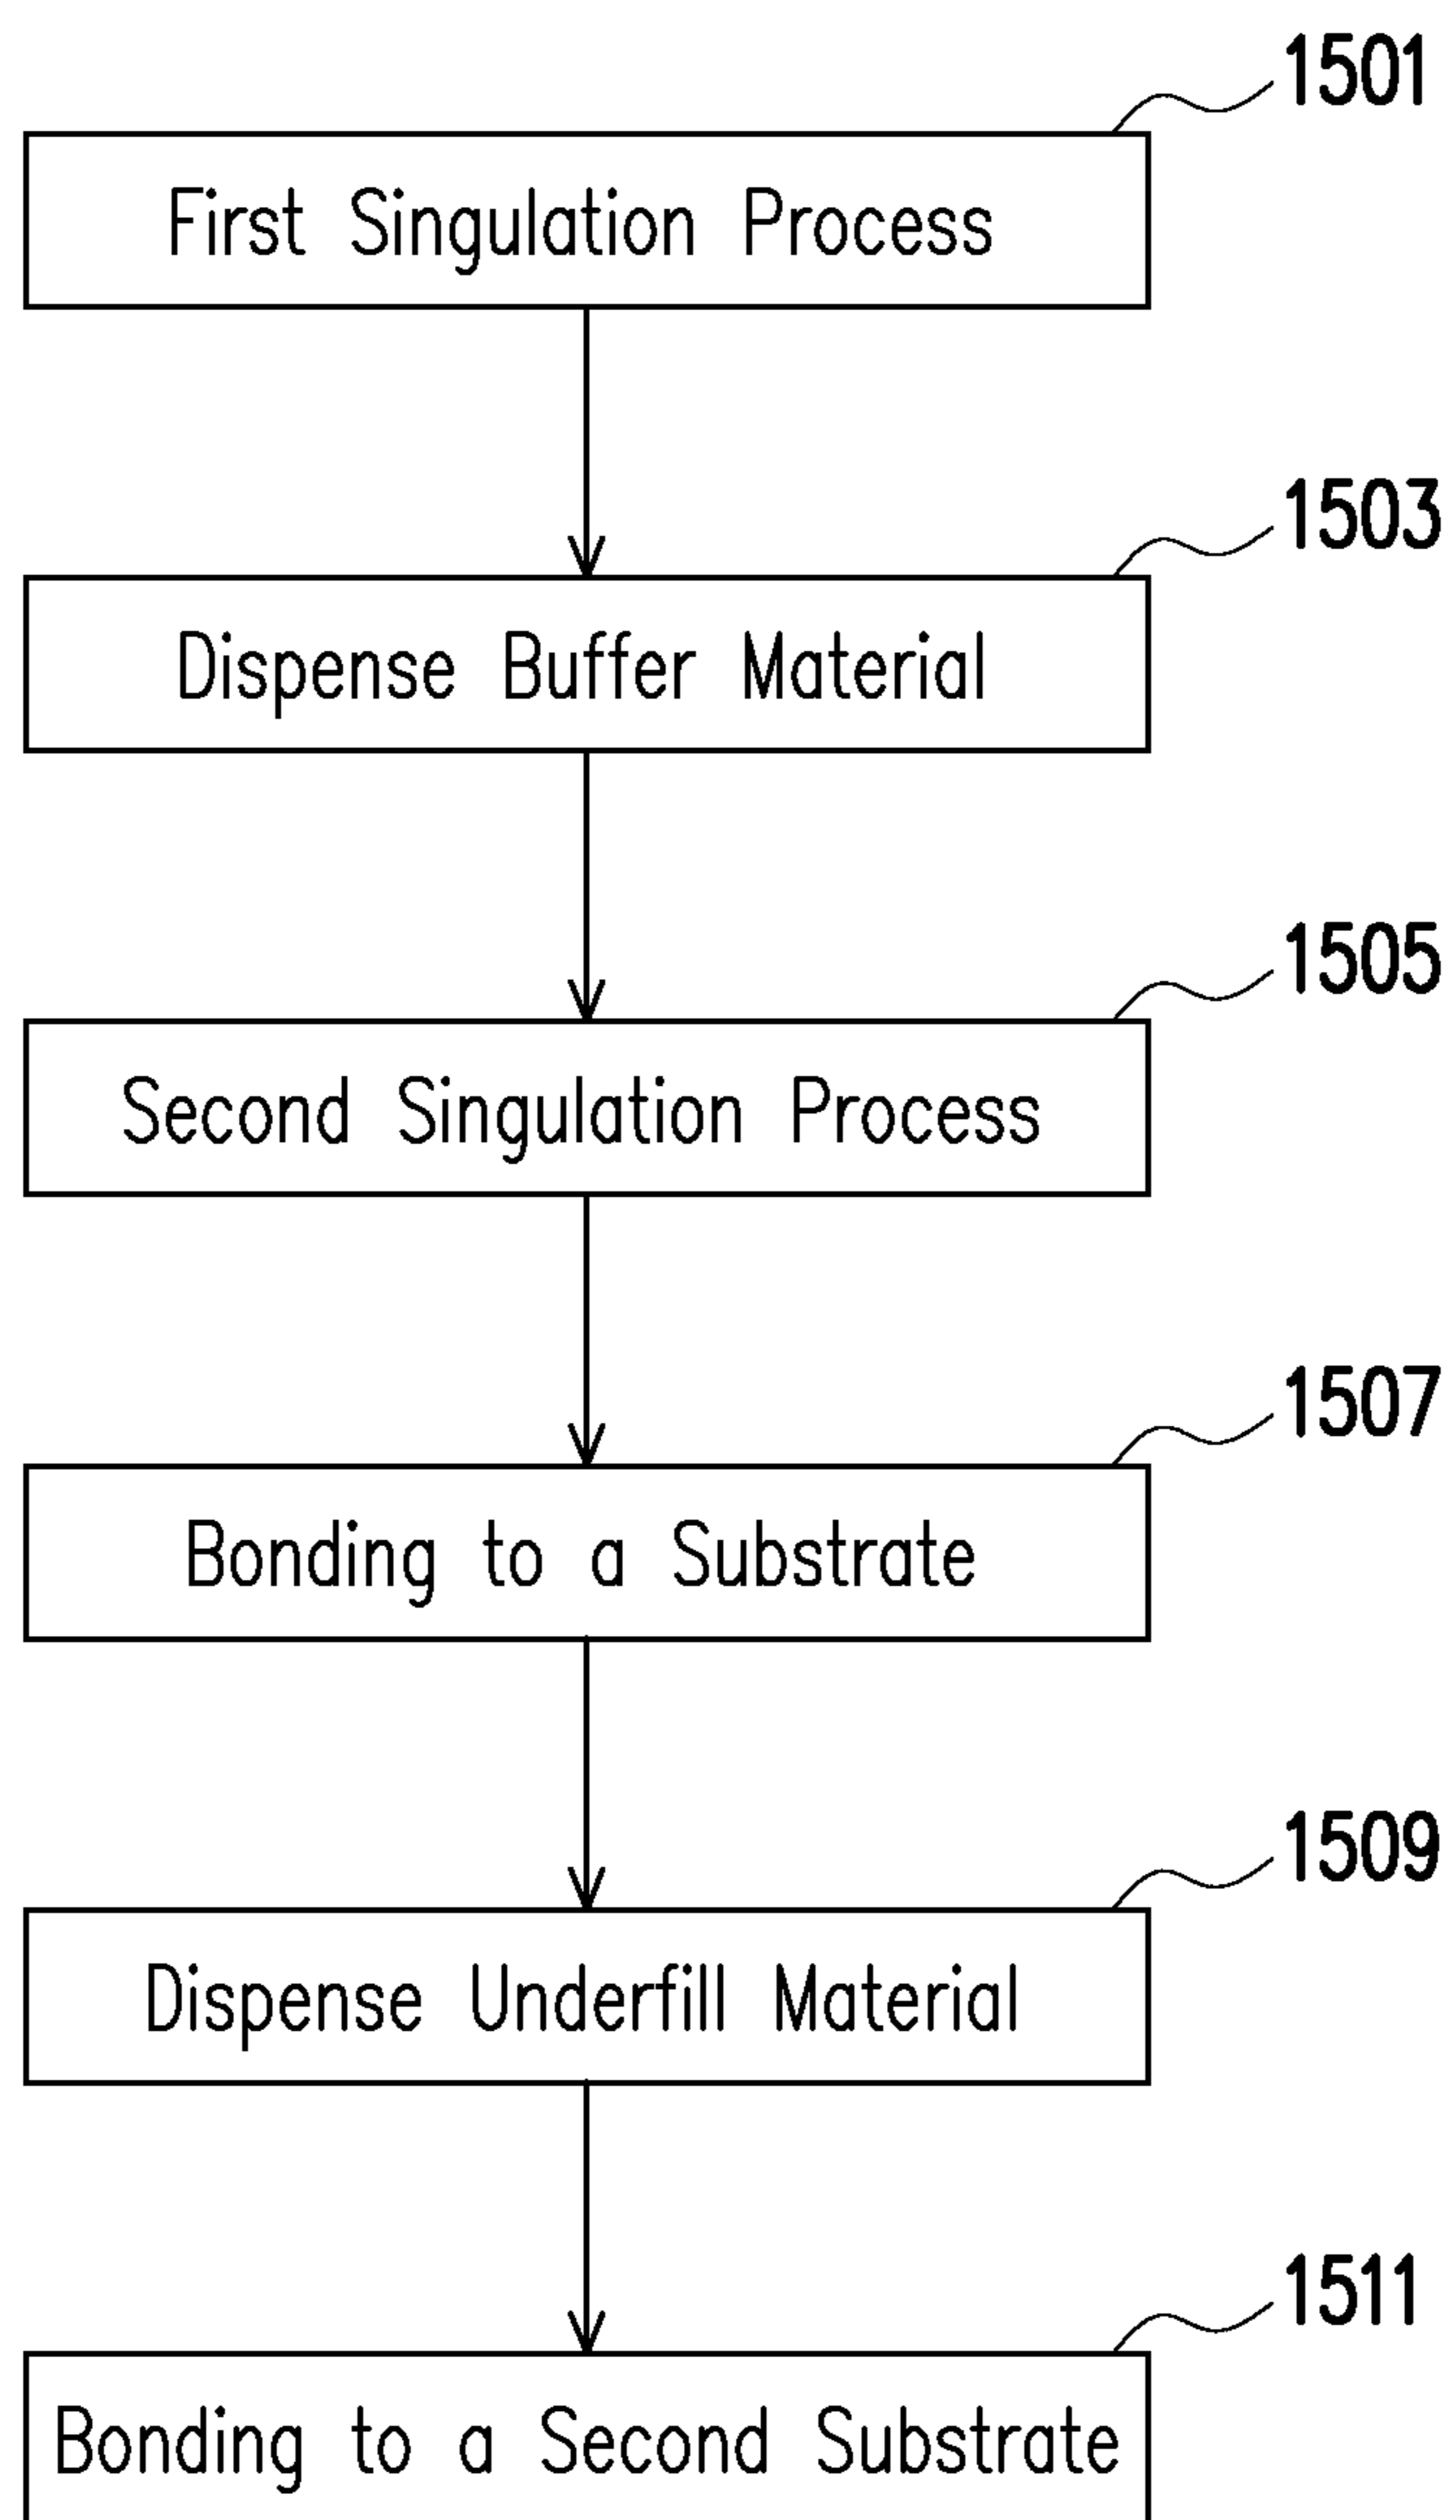 1501
First Singulation Process
1503
Dispense Buffer Material
1505
Second Singulation Process
1507
Bonding to a Substrate
1509
Dispense Underfill Material
1511
Bonding to a Second Substrate